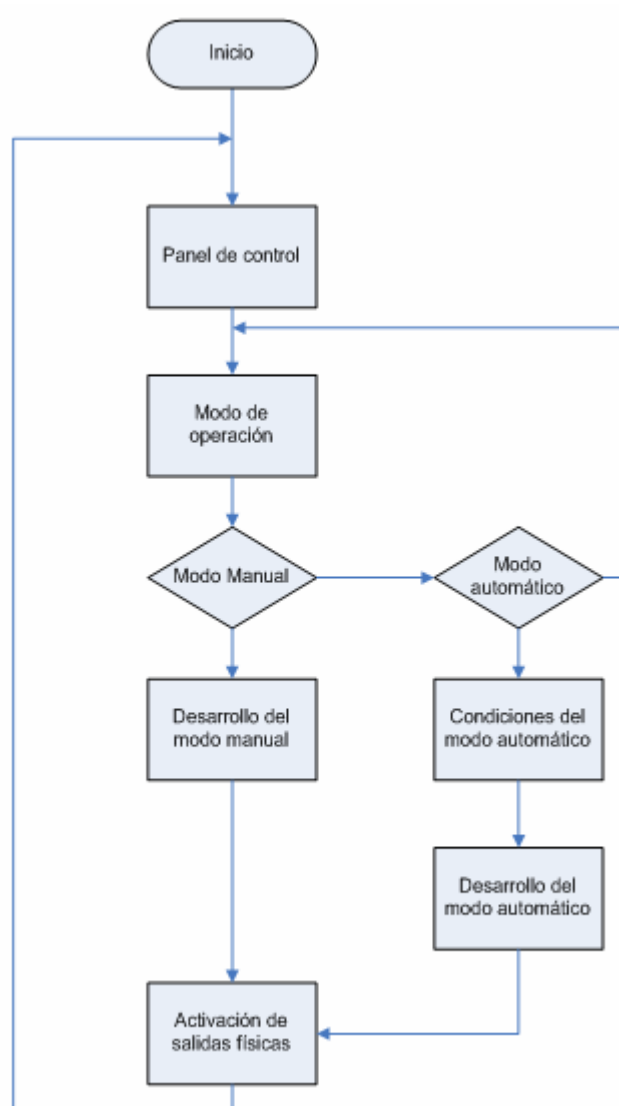 Inicio
Panel de control
Modo de
operación
Modo Manual
Modo
automático
Desarrollo del
modo manual
Condiciones del
modo automático
Desarrollo del
modo automático
Activación de
salidas físicas